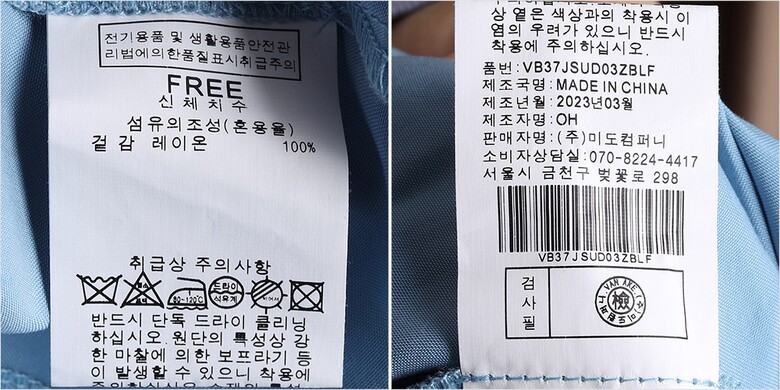 전기용품 및 생활용품안전관
리법에의한품질표시취급주의
FREE
신체치수
섬유의조성(혼용율)
겉감 레이온 100%
취급상 주의사항
80~120℃
드라이
석유계
반드시 단독 드라이 클리닝
하십시오.원단의 특성상 강
한 마찰에 의한 보프라기 등
이 발생할 수 있으니 착용에
상 옅은 색상과의 착용시 이
염의 우려가 있으니 반드시
착용에 주의하십시오.
품번:VB37JSUD03ZBLF
제조국명:MADE IN CHINA
제조년월:2023년03월
제조자명:OH
판매자명:(주)미도컴퍼니
소비자상담실:070-8224-4417
서울시 금천구 벚꽃로 298
VB37JSUD03ZBLF
검
사
필
檢